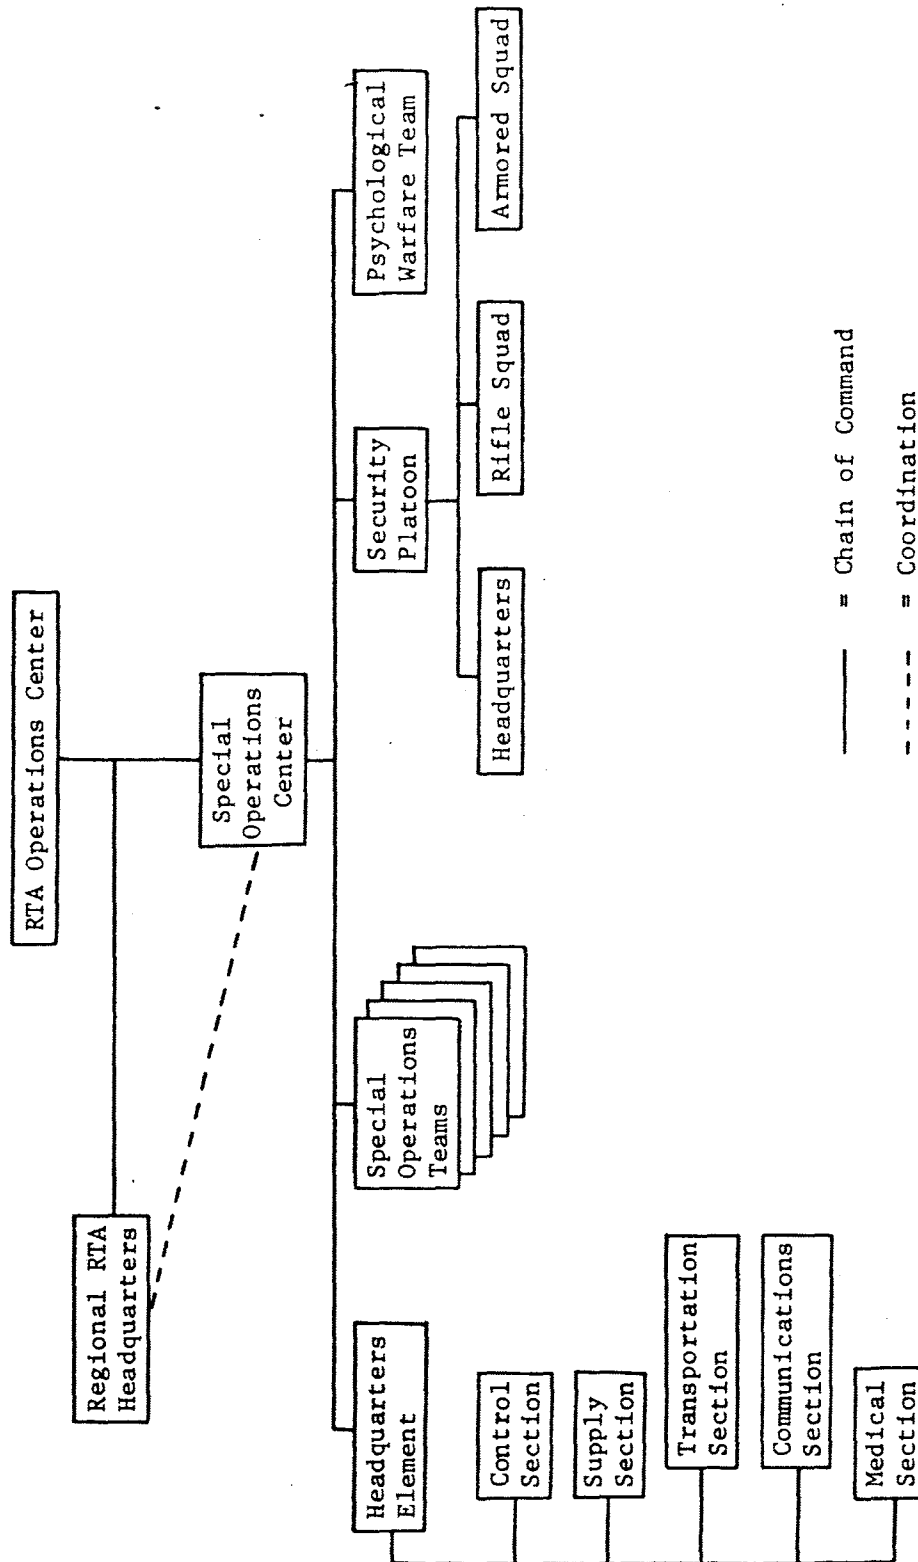 RTA Operations Center
Regional RTA
Headquarters
Special
Operations
Center
Headquarters
Element
Special
Operations
Teams
Security
Platoon
Psychological
Warfare Team
Control
Section
Supply
Section
Transportation
Section
Communications
Section
Medical
Section
Headquarters
Rifle Squad
Armored Squad
= Chain of Command
= Coordination